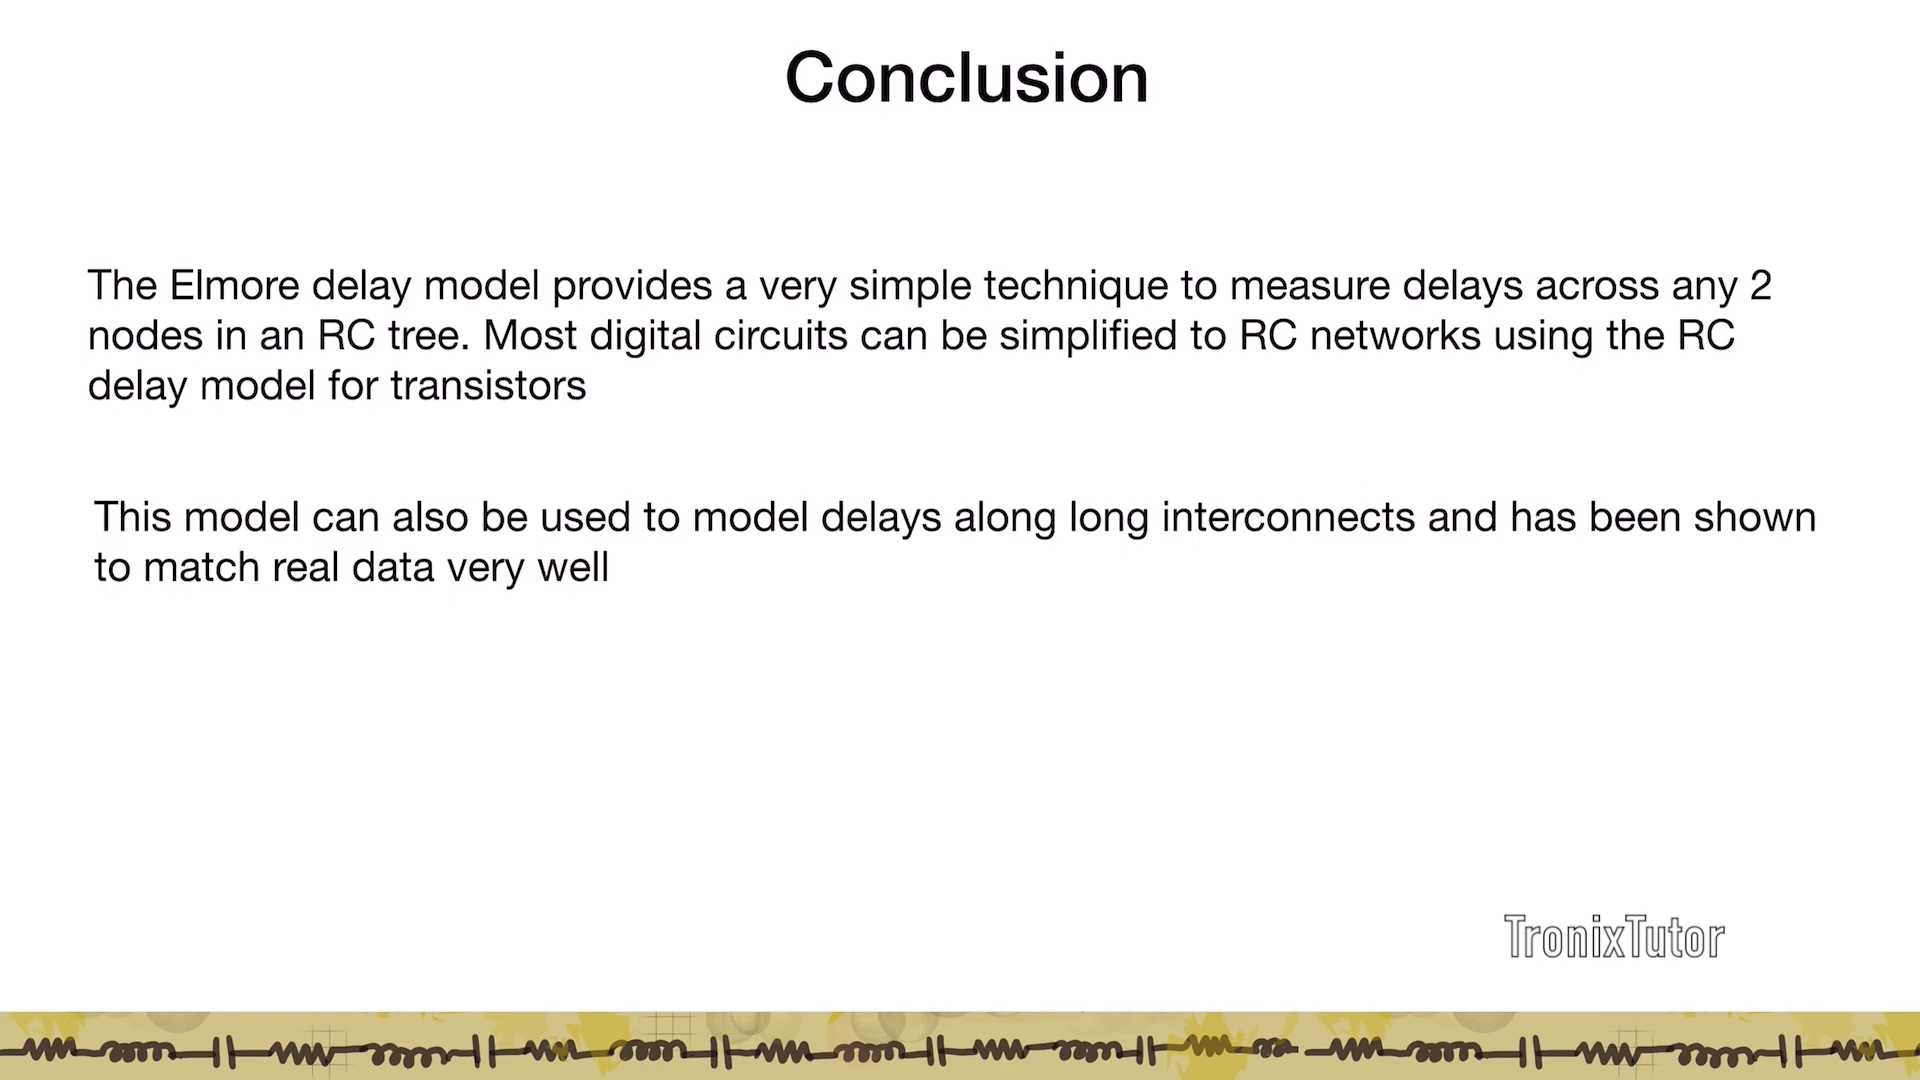 Conclusion
The Elmore delay model provides a very simple technique to measure delays across any 2
nodes in an RC tree. Most digital circuits can be simplified to RC networks using the RC
delay model for transistors
This model can also be used to model delays along long interconnects and has been shown
to match real data very well
TronixTutor